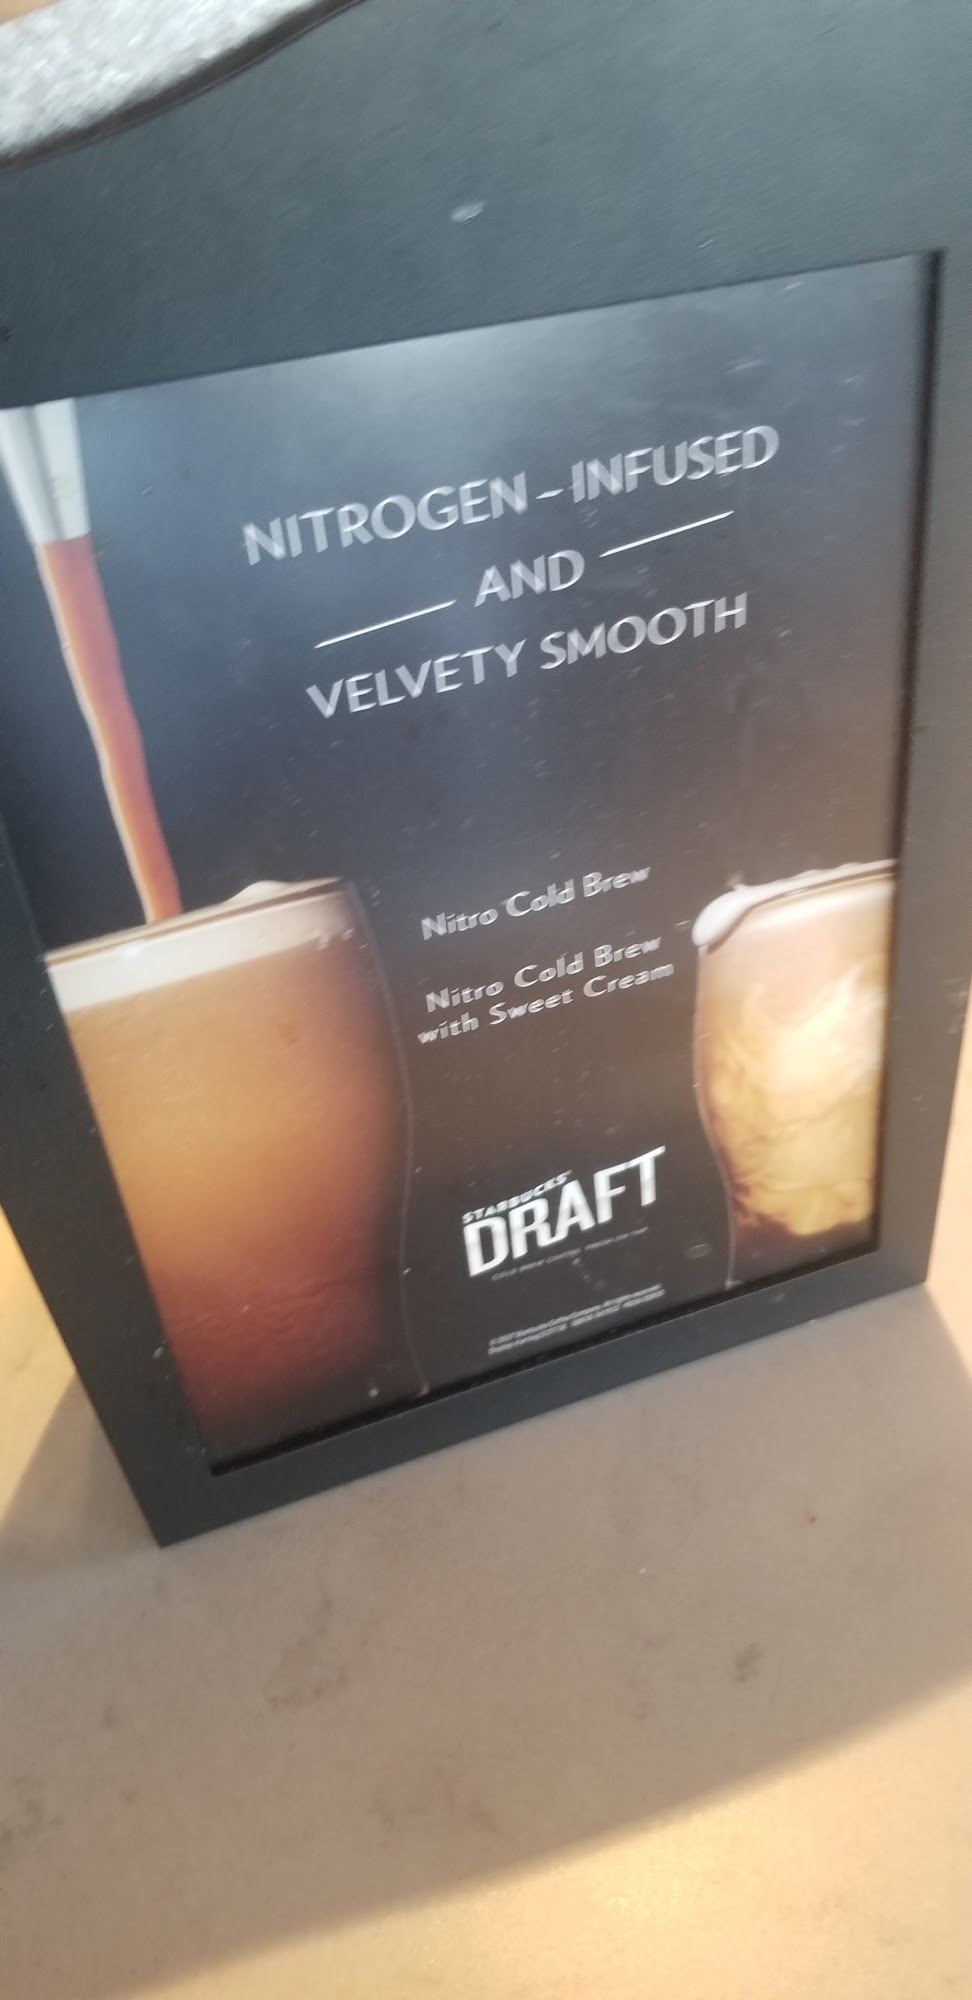 NITROGEN-INFUSED
AND
VELVETY SMOOTH
Nitro Cold Brew
Nitro Cold Brew
with Sweet Cream
STARBUCKS
DRAFT